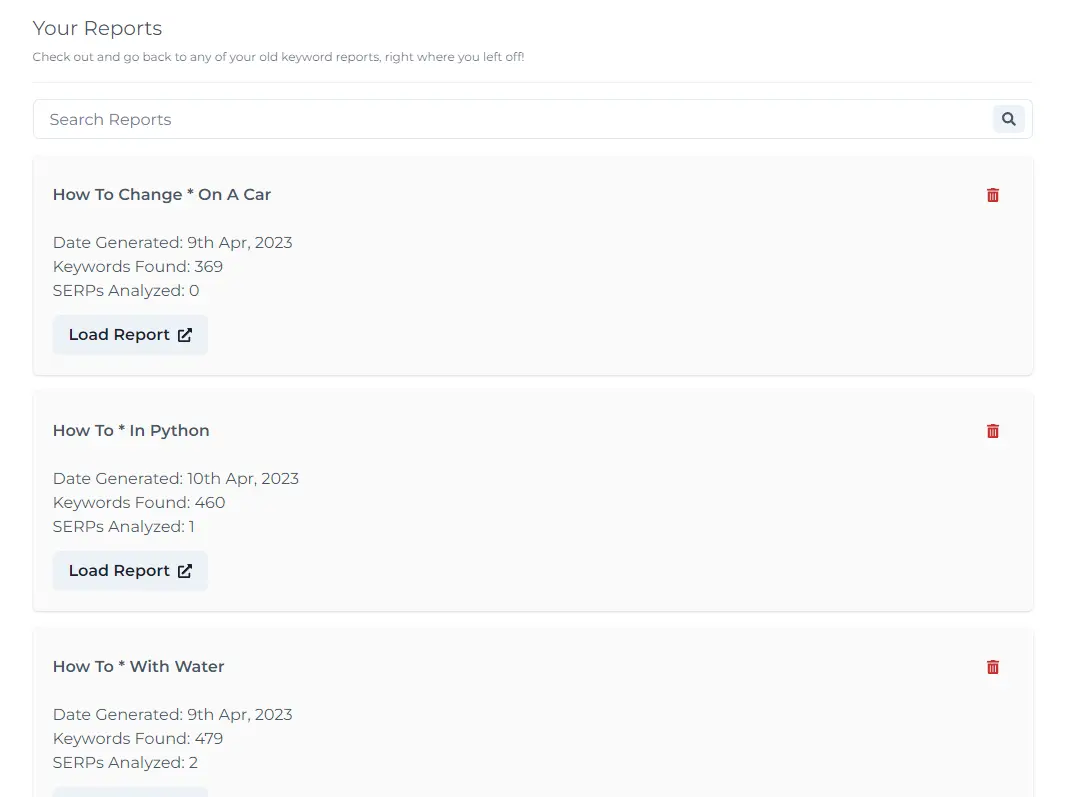 Your Reports
Check out and go back to any of your old keyword reports, right where you left off!
Search Reports
How To Change * On A Car
Date Generated: 9th Apr, 2023
Keywords Found: 369
SERPs Analyzed: 0
Load Report
How To * In Python
Date Generated: 10th Apr, 2023
Keywords Found: 460
SERPs Analyzed: 1
Load Report
How To * With Water
Date Generated: 9th Apr, 2023
Keywords Found: 479
SERPs Analyzed: 2